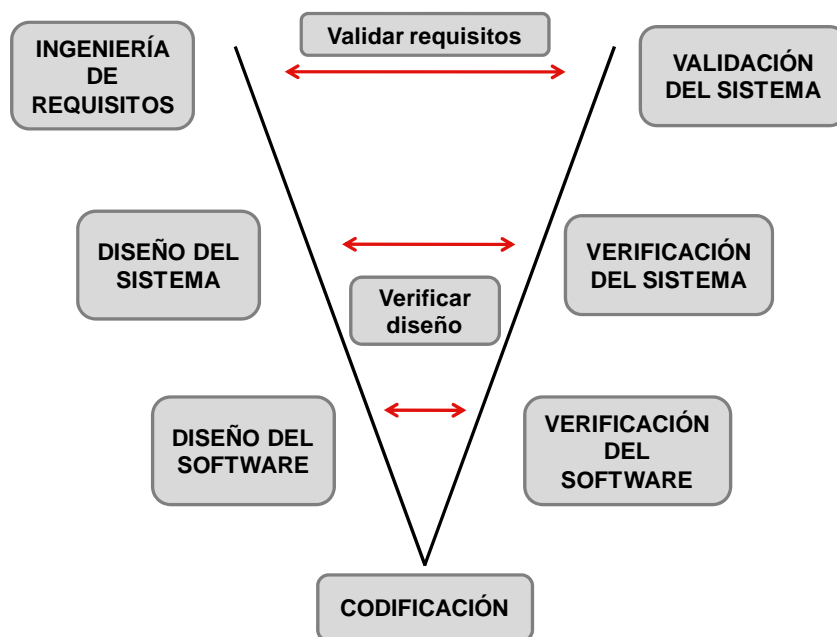 INGENIERÍA
DE
REQUISITOS
Validar requisitos
VALIDACIÓN
DEL SISTEMA
DISEÑO DEL
SISTEMA
VERIFICACIÓN
DEL SISTEMA
Verificar
diseño
DISEÑO DEL
SOFTWARE
VERIFICACIÓN
DEL
SOFTWARE
CODIFICACIÓN